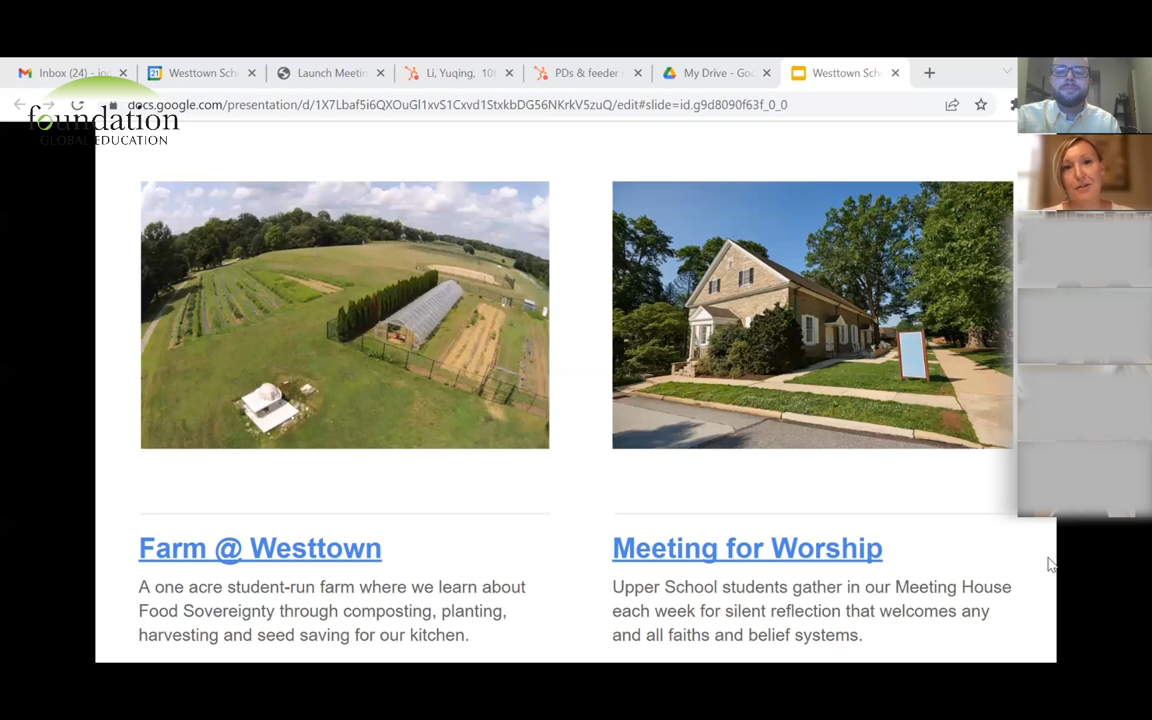 Inbox (24) - jo
21
Westtown Sch
Launch Meetin
Li, Yuqing, 10
PDs & feeder
My Drive - Goo
Westtown Sch
docs.google.com/presentation/d/1X7Lbaf5i6QXOuGl1xvS1Cxvd1StxkbDG56NKrkV5zuQ/edit#slide=id.g9d8090f63f_0_0
foundation
GLOBAL EDUCATION
Farm @ Westtown
A one acre student-run farm where we learn about
Food Sovereignty through composting, planting,
harvesting and seed saving for our kitchen.
Meeting for Worship
Upper School students gather in our Meeting House
each week for silent reflection that welcomes any
and all faiths and belief systems.